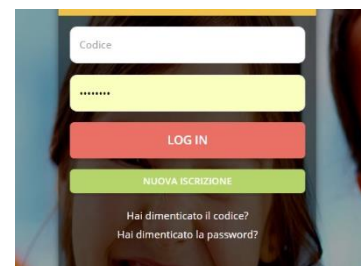 Codice
••••••••
LOG IN
NUOVA ISCRIZIONE
Hai dimenticato il codice?
Hai dimenticato la password?